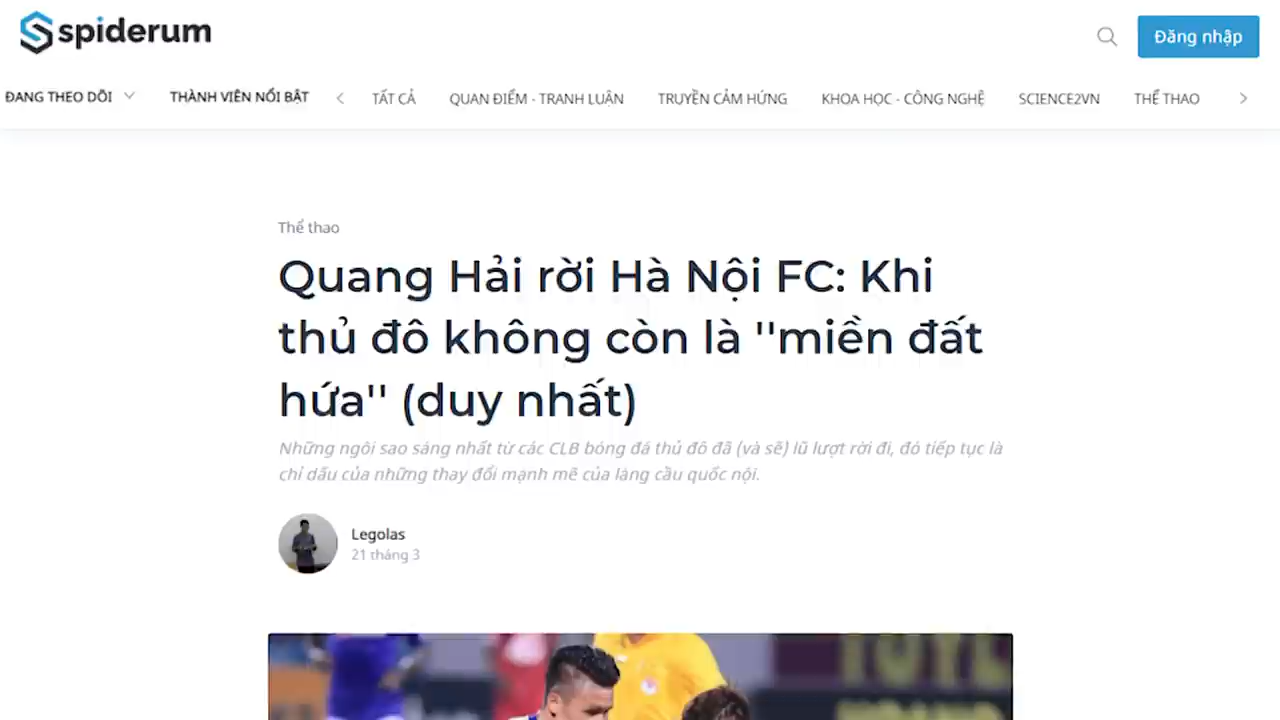 spiderum
Đăng nhập
ĐANG THEO DÕI
THÀNH VIÊN NỔI BẬT
TẤT CẢ
QUAN ĐIỂM - TRANH LUẬN
TRUYỀN CẢM HỨNG
KHOA HỌC - CÔNG NGHỆ
SCIENCE2VN
THỂ THAO
Thể thao
Quang Hải rời Hà Nội FC: Khi
thủ đô không còn là ''miền đất
hứa'' (duy nhất)
Những ngôi sao sáng nhất từ các CLB bóng đá thủ đô đã (và sẽ) lũ lượt rời đi, đó tiếp tục là
chỉ dấu của những thay đổi mạnh mẽ của làng cầu quốc nội.
Legolas
21 tháng 3